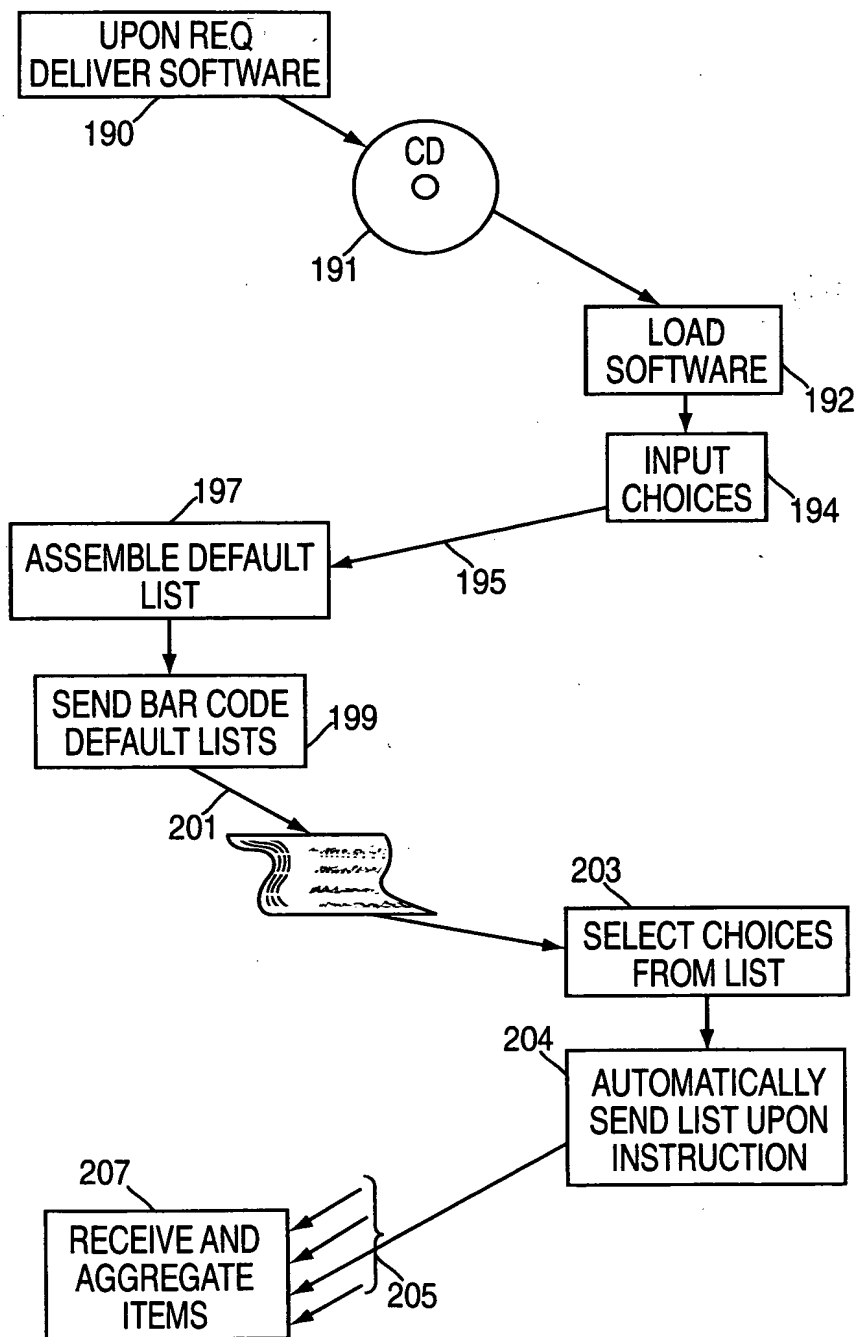 UPON REQ
DELIVER SOFTWARE
190
CD
191
LOAD
SOFTWARE
192
INPUT
CHOICES
194
195
197
ASSEMBLE DEFAULT
LIST
SEND BAR CODE
DEFAULT LISTS
199
201
203
SELECT CHOICES
FROM LIST
204
AUTOMATICALLY
SEND LIST UPON
INSTRUCTION
207
RECEIVE AND
AGGREGATE
ITEMS
205